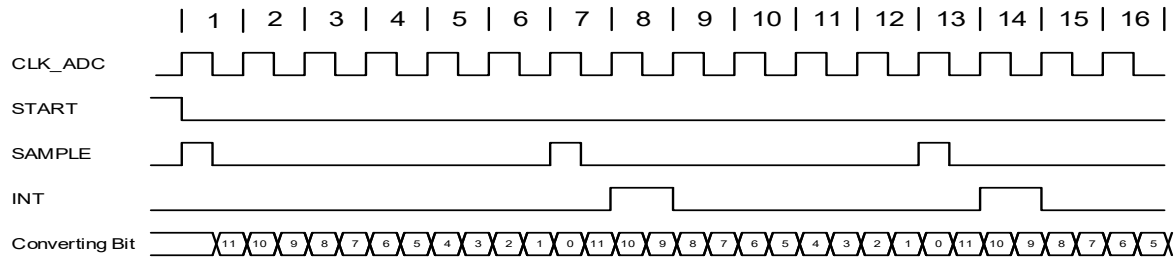 | 1 | 2 | 3 | 4 | 5 | 6 | 7 | 8 | 9 | 10 | 11 | 12 | 13 | 14 | 15 | 16 |
CLK_ADC
START
SAMPLE
INT
Converting Bit 11 10 9 8 7 6 5 4 3 2 1 0 11 10 9 8 7 6 5 4 3 2 1 0 11 10 9 8 7 6 5